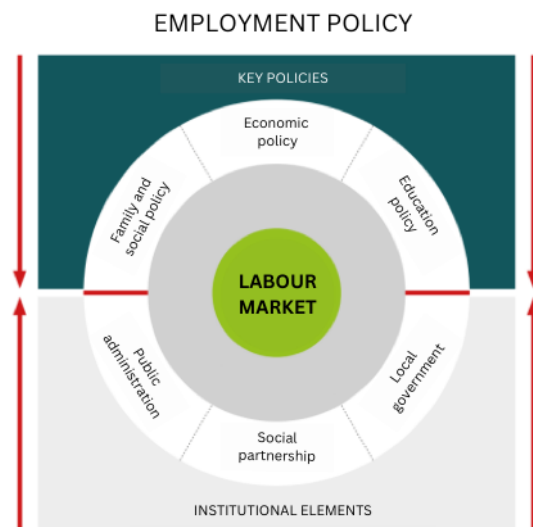 EMPLOYMENT POLICY
KEY POLICIES
Economic
policy
Family and
social policy
Education
policy
LABOUR
MARKET
Public
administration
Local
government
Social
partnership
INSTITUTIONAL ELEMENTS